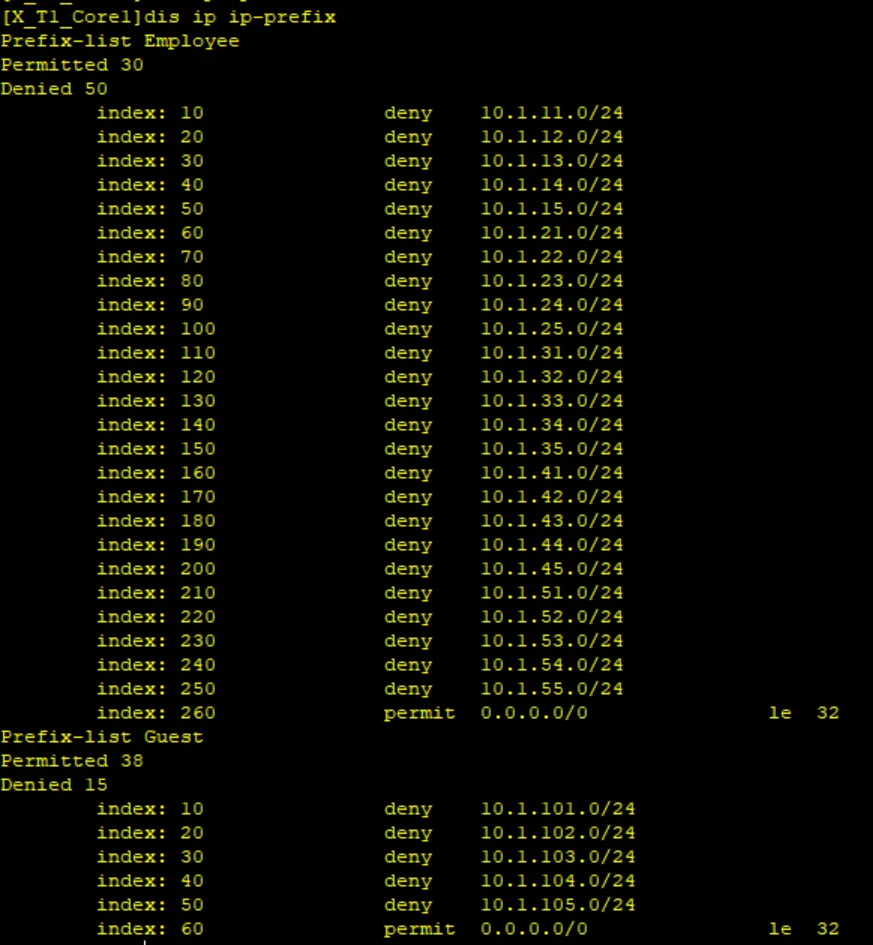 [X_T1_Core1]dis ip ip-prefix
Prefix-list Employee
Permitted 30
Denied 50
index: 10 deny 10.1.11.0/24
index: 20 deny 10.1.12.0/24
index: 30 deny 10.1.13.0/24
index: 40 deny 10.1.14.0/24
index: 50 deny 10.1.15.0/24
index: 60 deny 10.1.21.0/24
index: 70 deny 10.1.22.0/24
index: 80 deny 10.1.23.0/24
index: 90 deny 10.1.24.0/24
index: 100 deny 10.1.25.0/24
index: 110 deny 10.1.31.0/24
index: 120 deny 10.1.32.0/24
index: 130 deny 10.1.33.0/24
index: 140 deny 10.1.34.0/24
index: 150 deny 10.1.35.0/24
index: 160 deny 10.1.41.0/24
index: 170 deny 10.1.42.0/24
index: 180 deny 10.1.43.0/24
index: 190 deny 10.1.44.0/24
index: 200 deny 10.1.45.0/24
index: 210 deny 10.1.51.0/24
index: 220 deny 10.1.52.0/24
index: 230 deny 10.1.53.0/24
index: 240 deny 10.1.54.0/24
index: 250 deny 10.1.55.0/24
index: 260 permit 0.0.0.0/0 le 32
Prefix-list Guest
Permitted 38
Denied 15
index: 10 deny 10.1.101.0/24
index: 20 deny 10.1.102.0/24
index: 30 deny 10.1.103.0/24
index: 40 deny 10.1.104.0/24
index: 50 deny 10.1.105.0/24
index: 60 permit 0.0.0.0/0 le 32